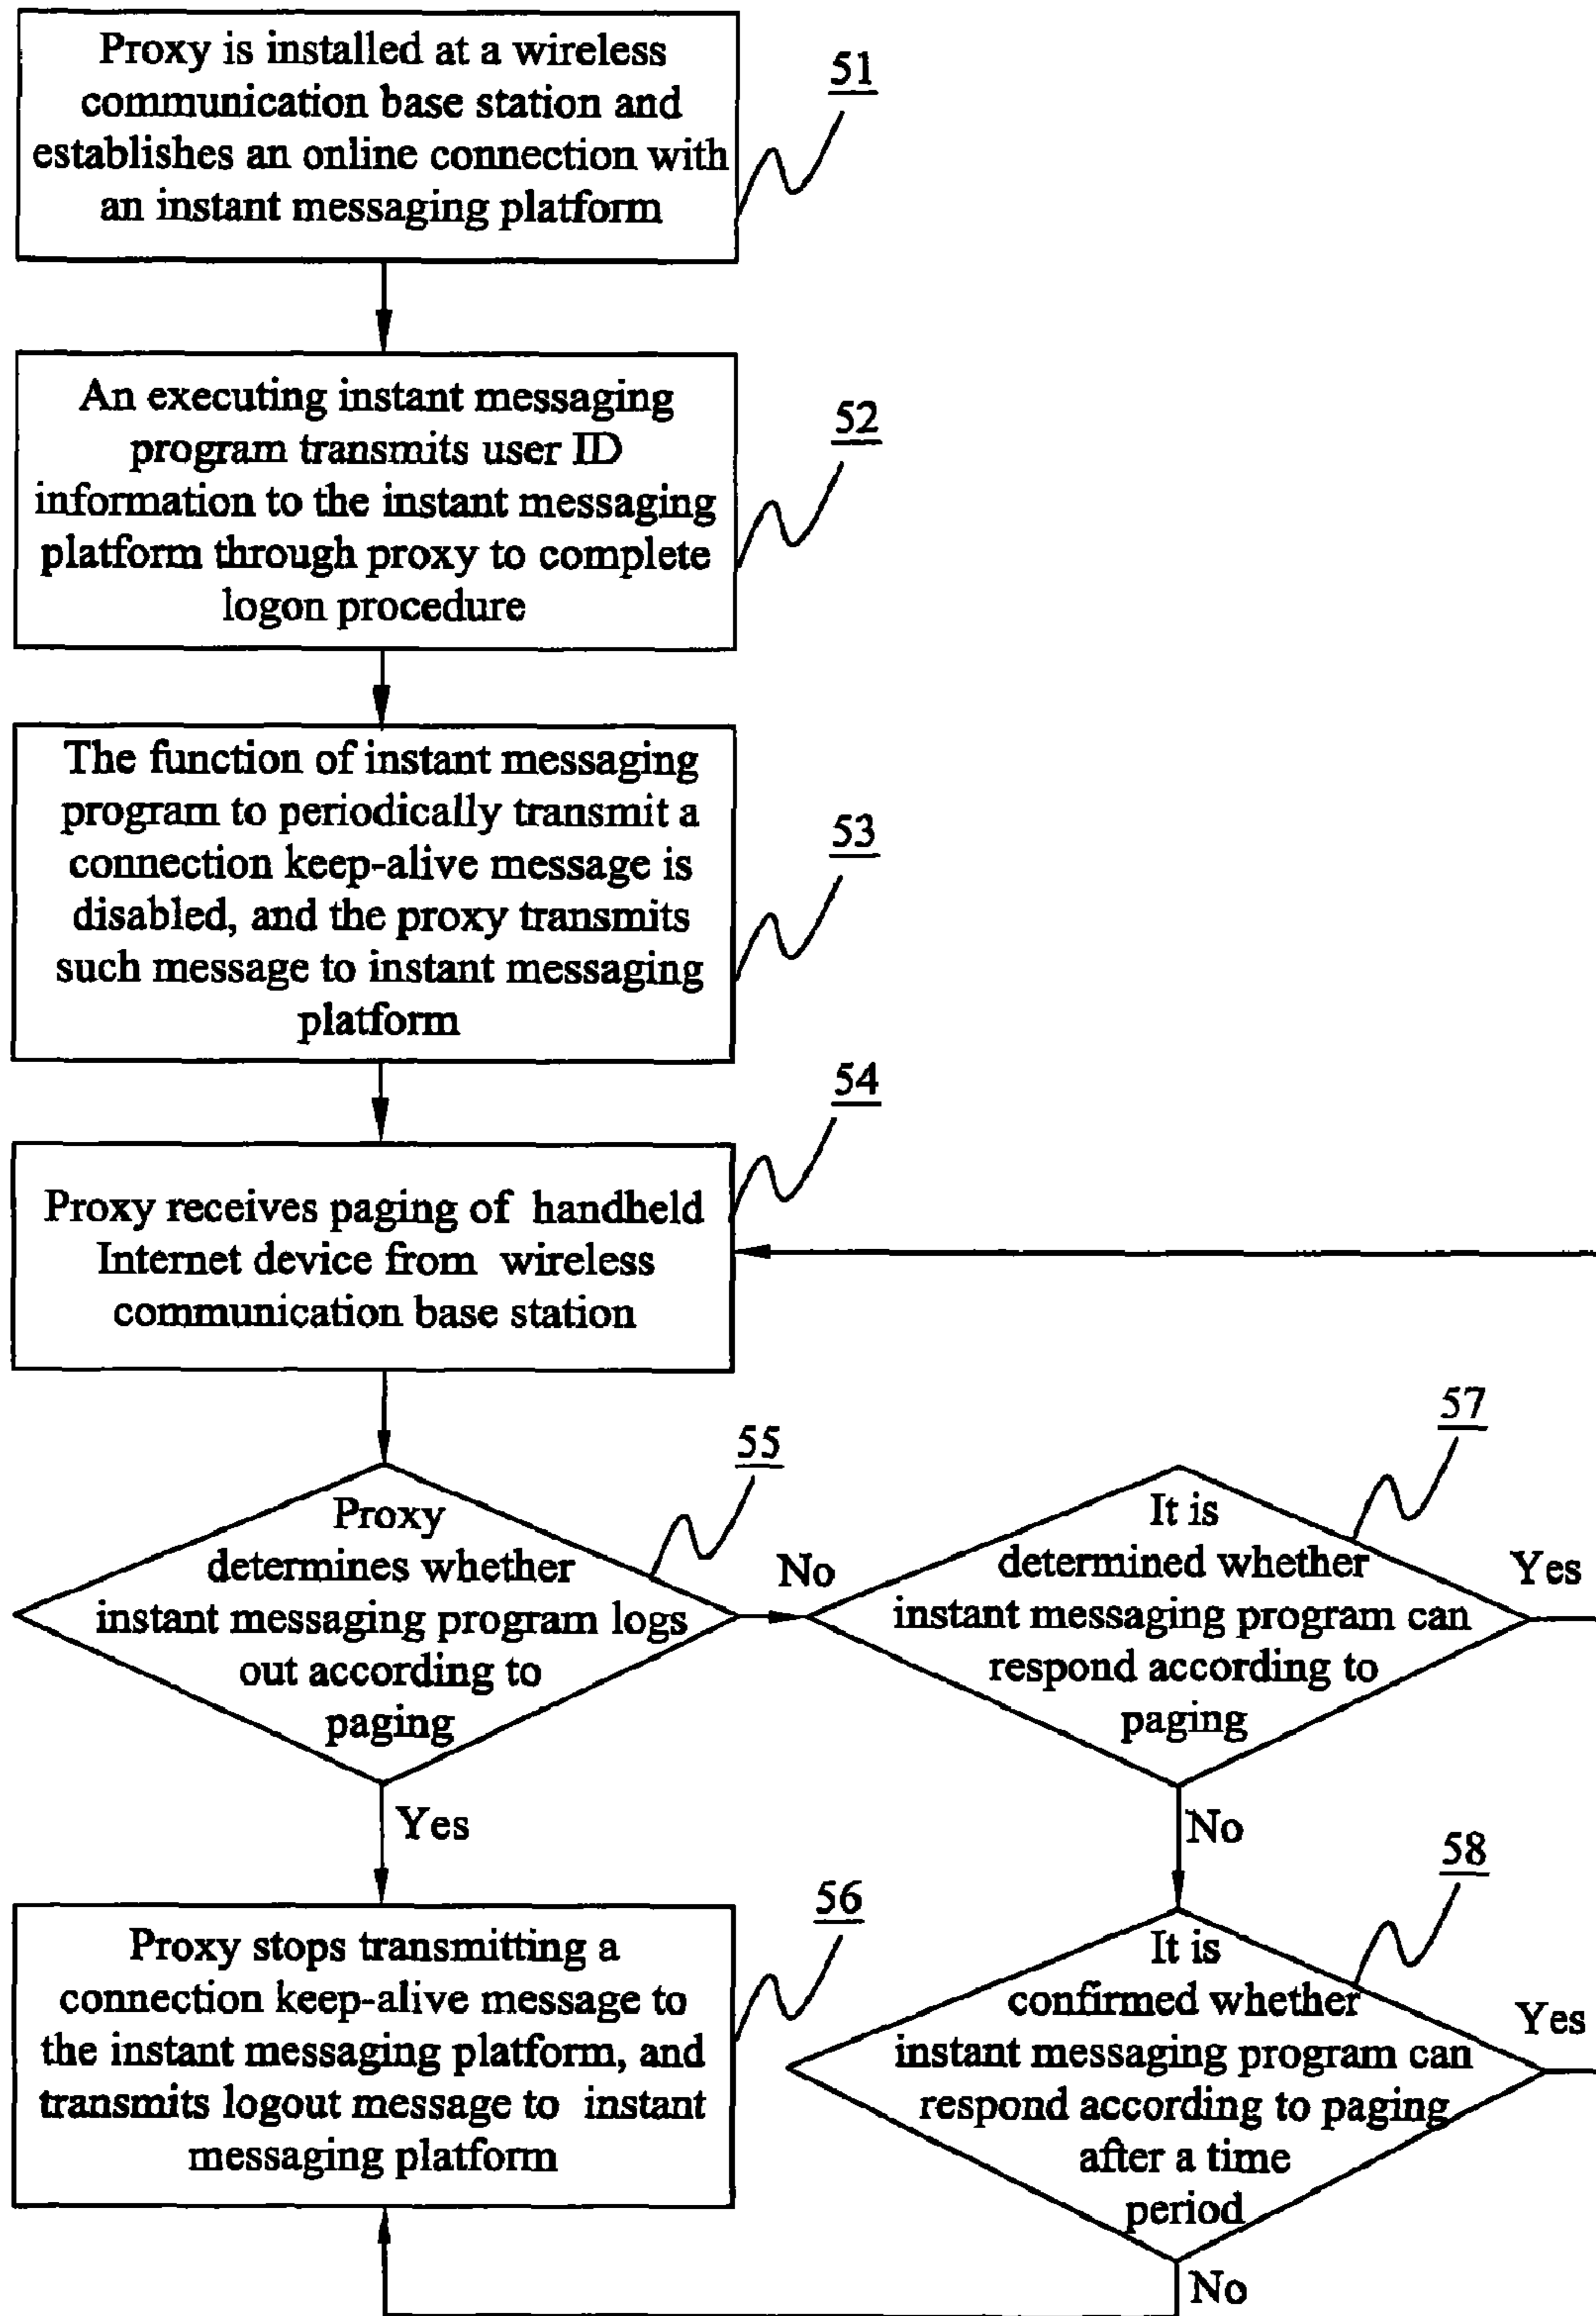 Proxy is installed at a wireless
communication base station and
establishes an online connection with
an instant messaging platform
51
An executing instant messaging
program transmits user ID
information to the instant messaging
platform through proxy to complete
logon procedure
52
The function of instant messaging
program to periodically transmit a
connection keep-alive message is
disabled, and the proxy transmits
such message to instant messaging
platform
53
54
Proxy receives paging of handheld
Internet device from wireless
communication base station
55
Proxy
determines whether
instant messaging program logs
out according to
paging
No
57
It is
determined whether
instant messaging program can
respond according to
paging
Yes
Yes
No
56
Proxy stops transmitting a
connection keep-alive message to
the instant messaging platform, and
transmits logout message to instant
messaging platform
58
It is
confirmed whether
instant messaging program can
respond according to paging
after a time
period
Yes
No